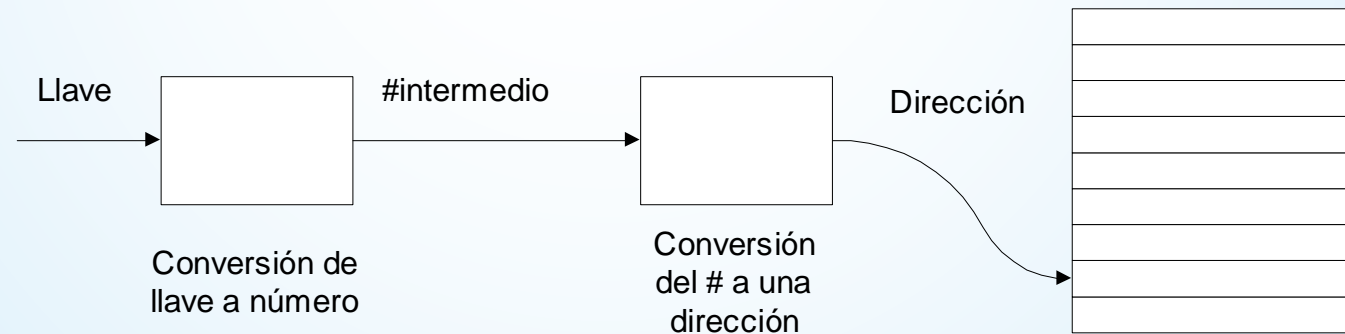 Llave
#intermedio
Dirección
Conversión de
llave a número
Conversión
del # a una
dirección